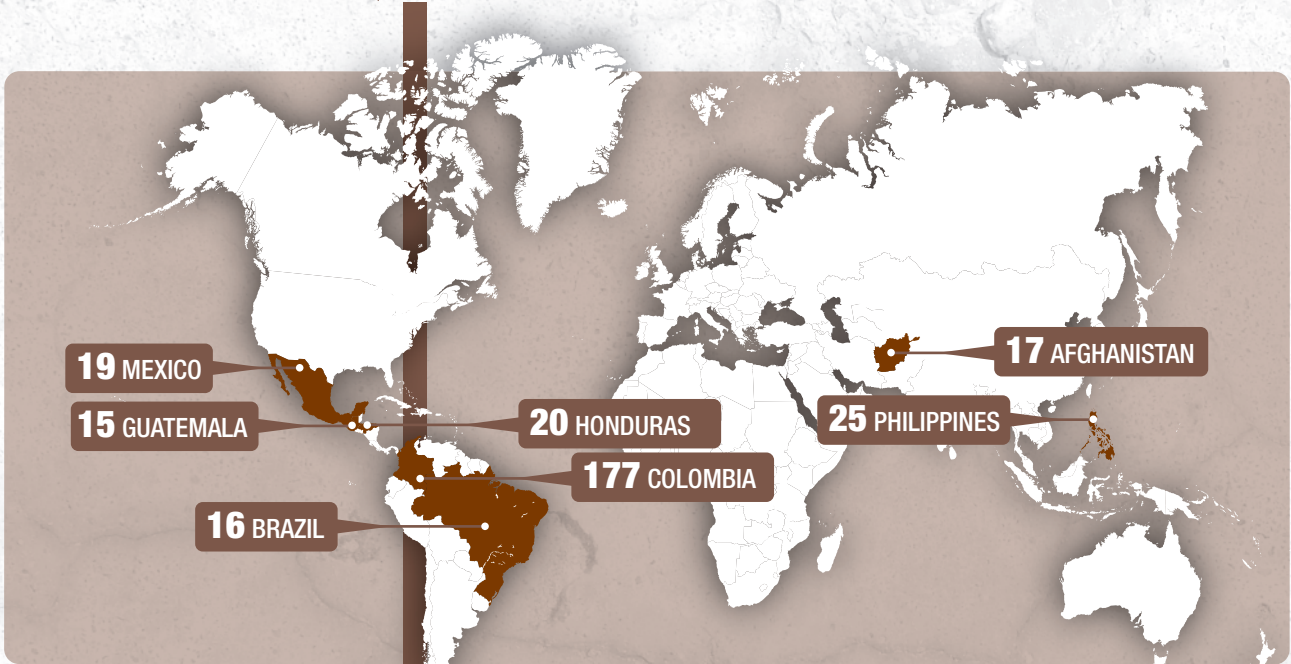 19 MEXICO
17 AFGHANISTAN
15 GUATEMALA
20 HONDURAS
25 PHILIPPINES
177 COLOMBIA
16 BRAZIL